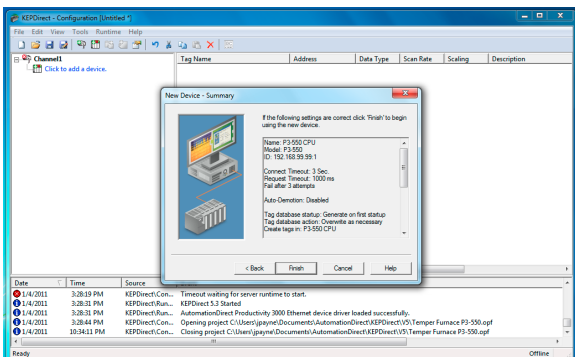 KEPDirect - Configuration [Untitled *]
File Edit View Tools Runtime Help
Channel1
Click to add a device.
Tag Name Address Data Type Scan Rate Scaling Description
New Device - Summary
If the following settings are correct click 'Finish' to begin
using the new device.
Name: P3-550 CPU
Model: P3-550
ID: 192.168.99.99:1
Connect Timeout: 3 Sec.
Request Timeout: 1000 ms
Fail after 3 attempts
Auto-Demotion: Disabled
Tag database startup: Generate on first startup
Tag database action: Overwrite as necessary
Create tags in: P3-550 CPU
< Back Finish Cancel Help
Date Time Source
1/4/2011 3:28:19 PM KEPDirect\Con... Timeout waiting for server runtime to start.
1/4/2011 3:28:31 PM KEPDirect\Run... KEPDirect 5.3 Started
1/4/2011 3:28:31 PM KEPDirect\Run... AutomationDirect Productivity 3000 Ethernet device driver loaded successfully.
1/4/2011 3:28:44 PM KEPDirect\Con... Opening project C:\Users\jpayne\Documents\AutomationDirect\KEPDirect\V5\Temper Furnace P3-550.opf
1/4/2011 10:34:11 PM KEPDirect\Con... Closing project C:\Users\jpayne\Documents\AutomationDirect\KEPDirect\V5\Temper Furnace P3-550.opf
Ready Offline